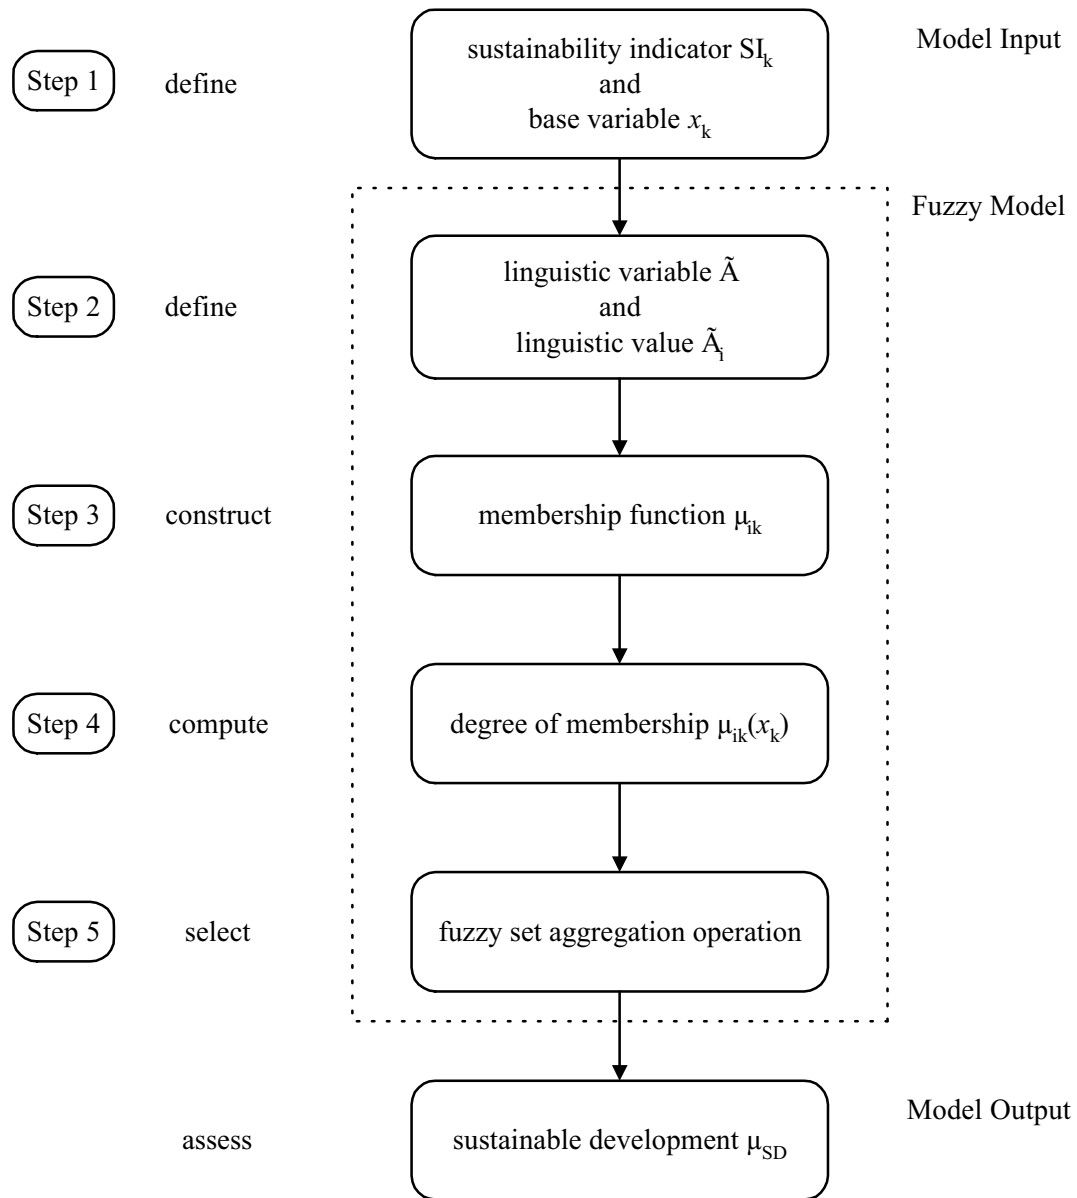 Model Input
Step 1
define
sustainability indicator SIₖ
and
base variable xₖ
Fuzzy Model
Step 2
define
linguistic variable Ã
and
linguistic value Ãᵢ
Step 3
construct
membership function μᵢₖ
Step 4
compute
degree of membership μᵢₖ(xₖ)
Step 5
select
fuzzy set aggregation operation
Model Output
assess
sustainable development μSD